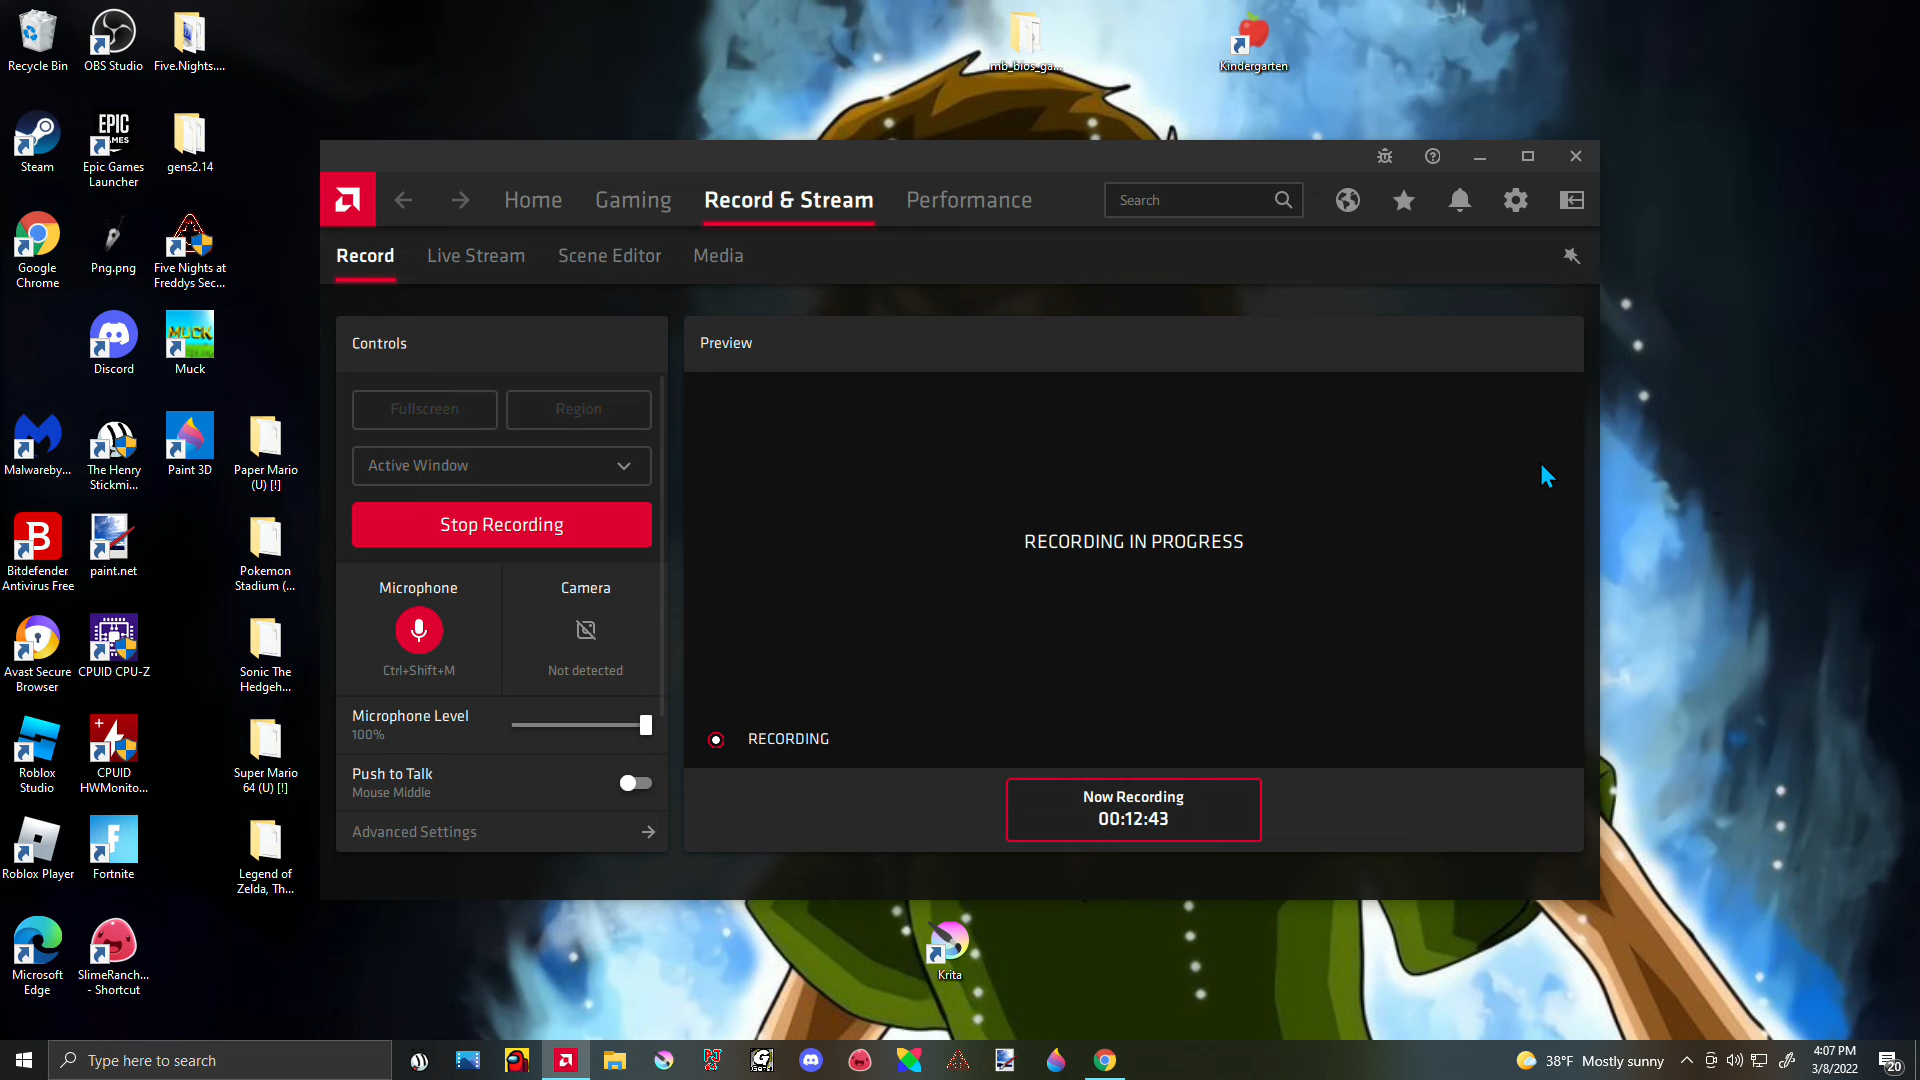 Recycle Bin
OBS Studio
Five.Nights....
mb_bios_ga...
Kindergarten
Steam
EPIC
GAMES
Epic Games
Launcher
gens2.14
Google
Chrome
Png.png
Five Nights at
Freddys Sec...
Discord
MUCK
Muck
Malwareby...
The Henry
Stickmi...
Paint 3D
Paper Mario
(U) [!]
B
Bitdefender
Antivirus Free
paint.net
Pokemon
Stadium (...
Avast Secure
Browser
CPUID CPU-Z
Sonic The
Hedgeh...
Roblox
Studio
CPUID
HWMonito...
Super Mario
64 (U) [!]
Roblox Player
Fortnite
Legend of
Zelda, Th...
Microsoft
Edge
SlimeRanch...
- Shortcut
Krita
Home
Gaming
Record & Stream
Performance
Search
Record
Live Stream
Scene Editor
Media
Controls
Fullscreen
Region
Active Window
Stop Recording
Microphone
Ctrl+Shift+M
Camera
Not detected
Microphone Level
100%
Push to Talk
Mouse Middle
Advanced Settings
Preview
RECORDING IN PROGRESS
RECORDING
Now Recording
00:12:43
Type here to search
38°F Mostly sunny
4:07 PM
3/8/2022
20